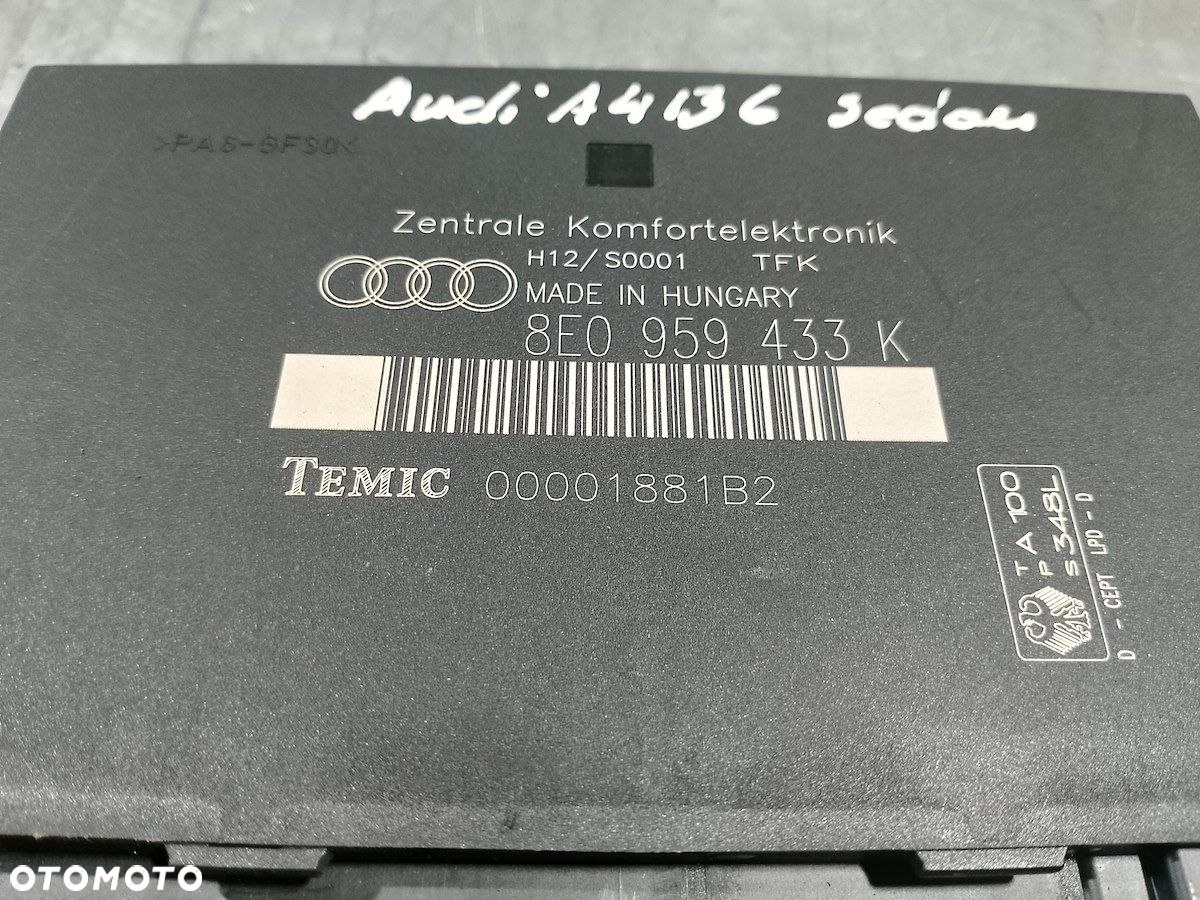 Audi A4 B6 sedan
>PA6-GF30<
Zentrale Komfortelektronik
H12/S0001 TFK
MADE IN HUNGARY
8E0 959 433 K
TEMIC 00001881B2
TA 100
P
S 348L
D - CEPT LPD - D
OTOMOTO